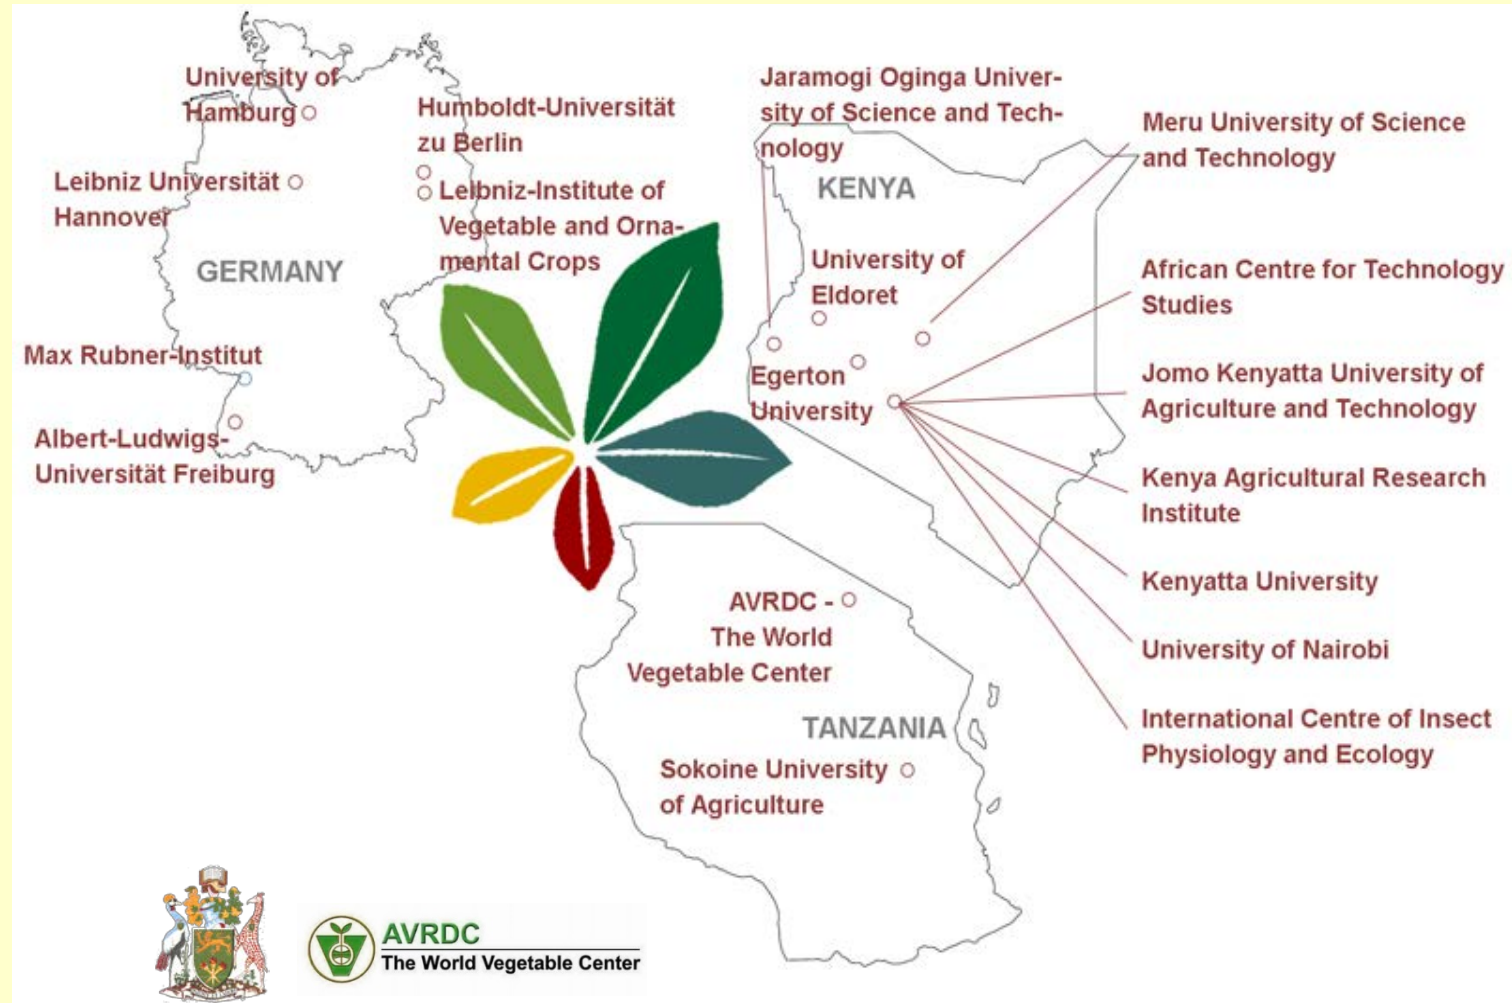 University of
Hamburg
Humboldt-Universität
zu Berlin
Leibniz Universität
Hannover
Leibniz-Institute of
Vegetable and Orna-
mental Crops
GERMANY
Max Rubner-Institut
Albert-Ludwigs-
Universität Freiburg
Jaramogi Oginga Univer-
sity of Science and Tech-
nology
KENYA
University of
Eldoret
Egerton
University
Meru University of Science
and Technology
African Centre for Technology
Studies
Jomo Kenyatta University of
Agriculture and Technology
Kenya Agricultural Research
Institute
Kenyatta University
University of Nairobi
International Centre of Insect
Physiology and Ecology
AVRDC -
The World
Vegetable Center
TANZANIA
Sokoine University
of Agriculture
AVRDC
The World Vegetable Center